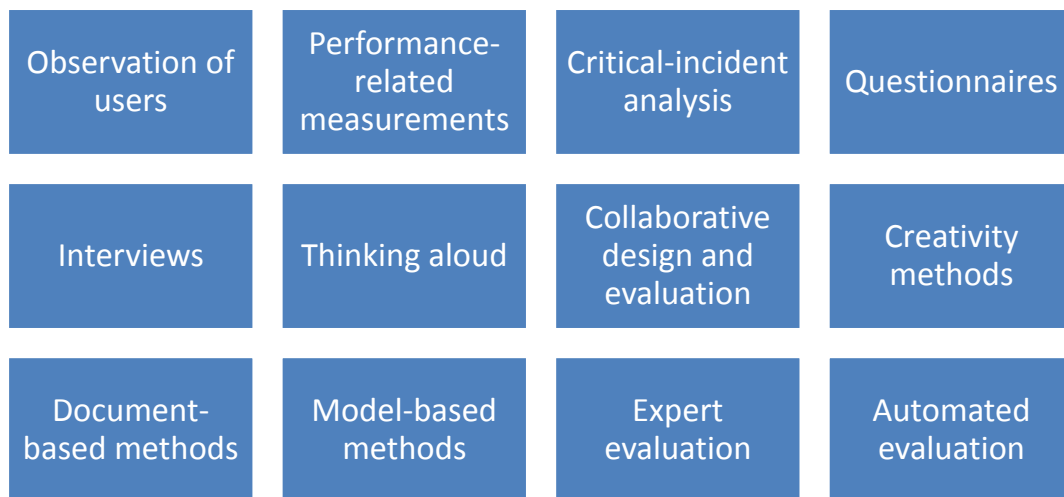 Observation of
users
Performance-
related
measurements
Critical-incident
analysis
Questionnaires
Interviews
Thinking aloud
Collaborative
design and
evaluation
Creativity
methods
Document-
based methods
Model-based
methods
Expert
evaluation
Automated
evaluation